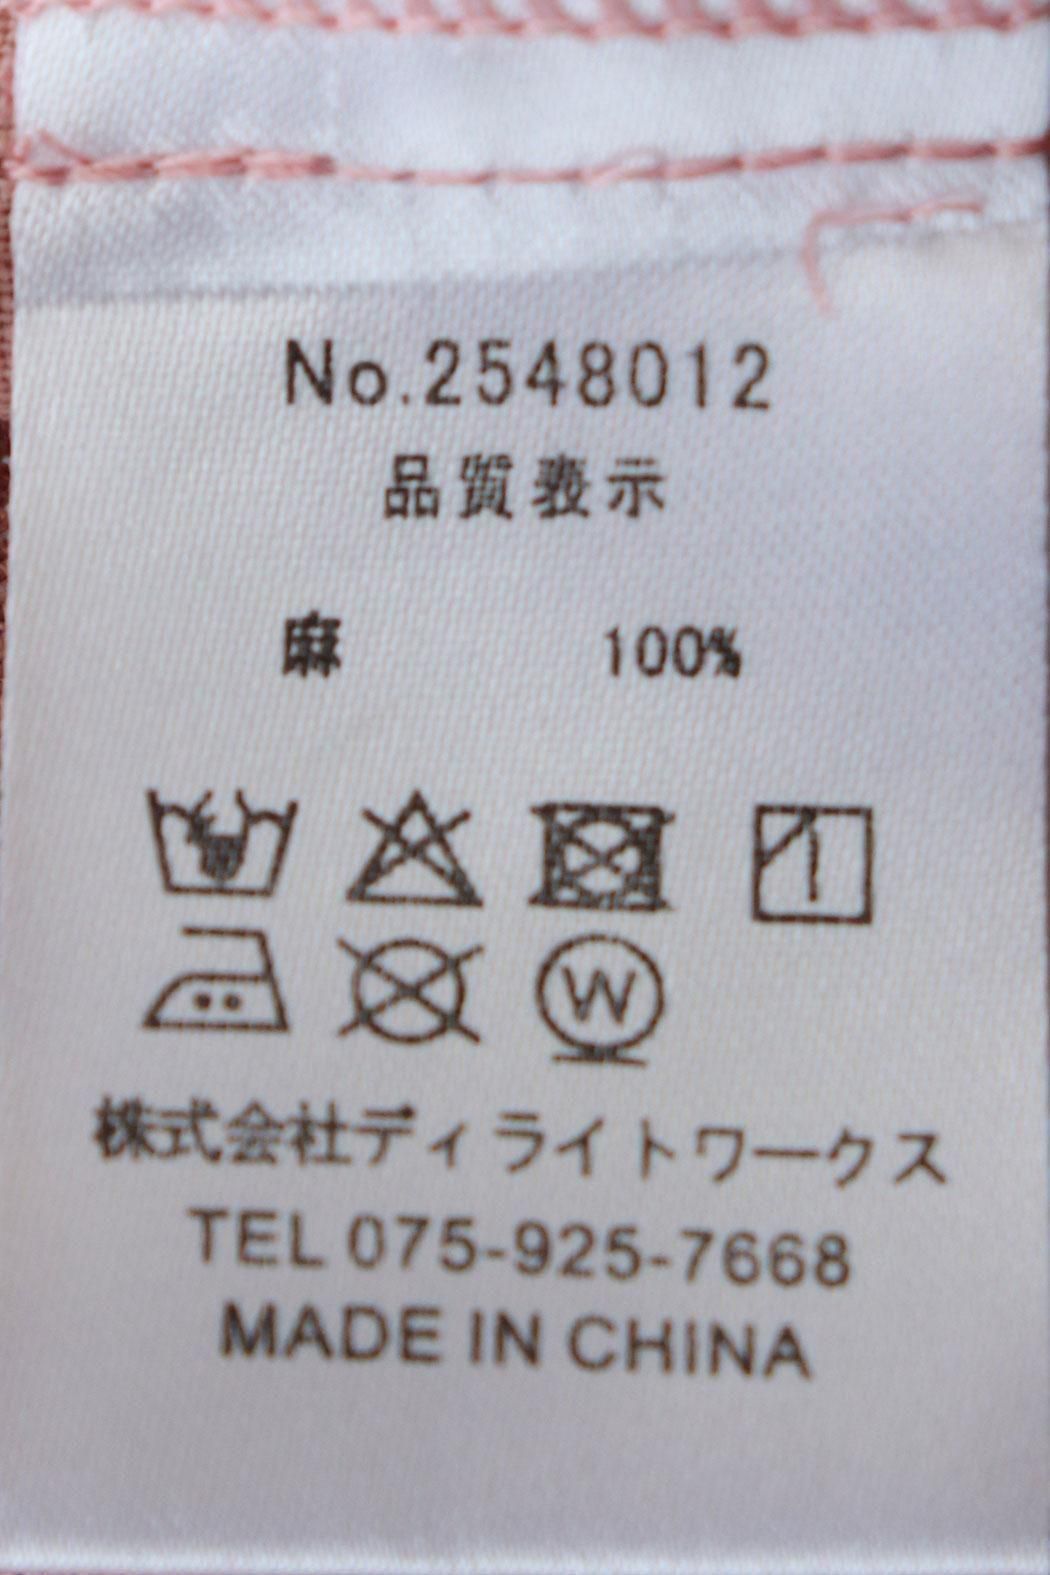 No.2548012
品質表示
麻 100%
W
株式会社ディライトワークス
TEL 075-925-7668
MADE IN CHINA